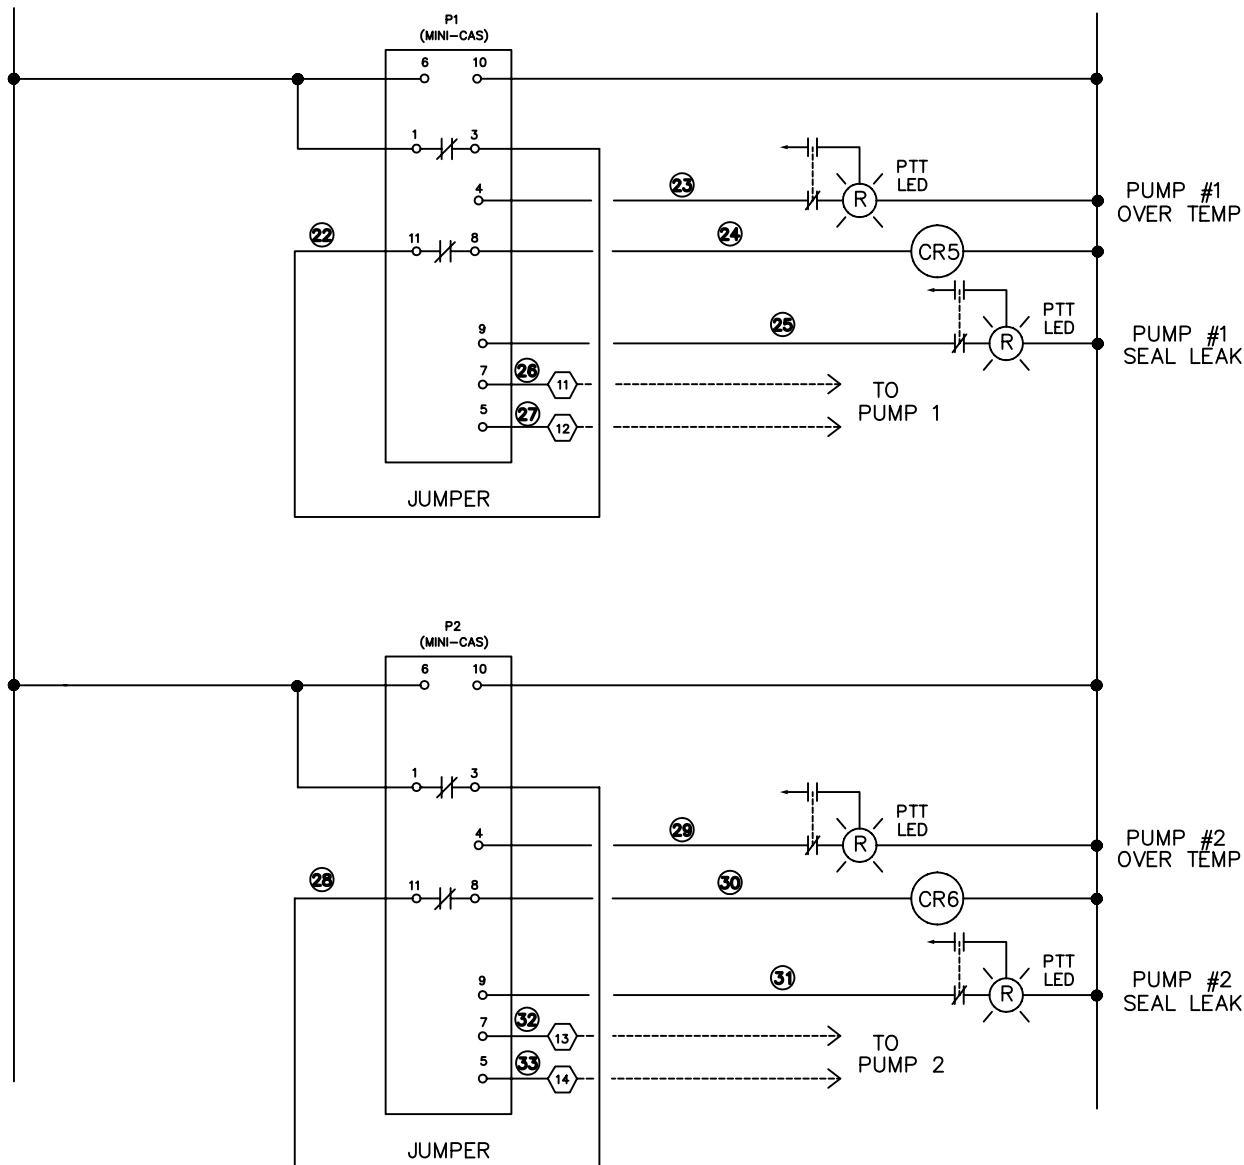 P1
(MINI-CAS)
6 10
1 3
PTT
LED
4 23 R
PUMP #1
OVER TEMP
22 11 8 24 CR5
PTT
LED
9 25 R
PUMP #1
SEAL LEAK
7 26 11
5 27 12
TO
PUMP 1
JUMPER
P2
(MINI-CAS)
6 10
1 3
PTT
LED
4 29 R
PUMP #2
OVER TEMP
28 11 8 30 CR6
PTT
LED
9 31 R
PUMP #2
SEAL LEAK
7 32 13
5 33 14
TO
PUMP 2
JUMPER